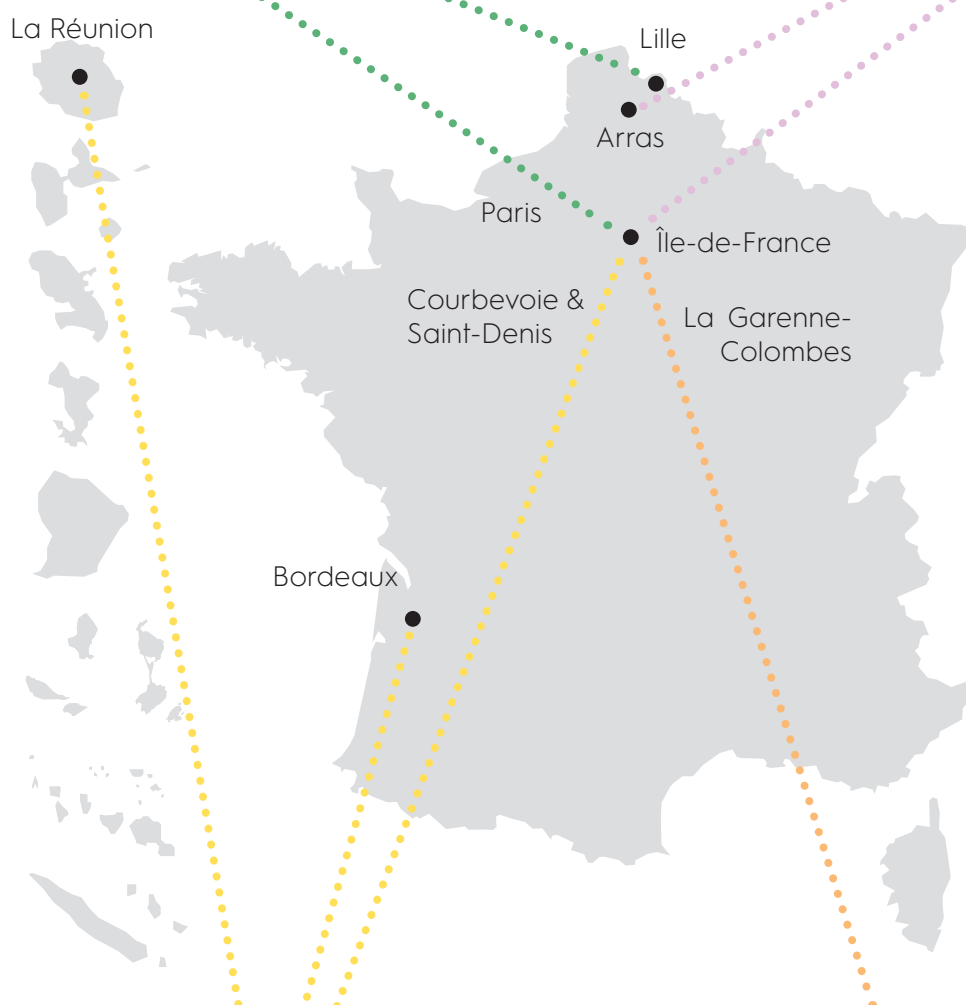 La Réunion
Lille
Arras
Paris
Île-de-France
Courbevoie &
Saint-Denis
La Garenne-
Colombes
Bordeaux